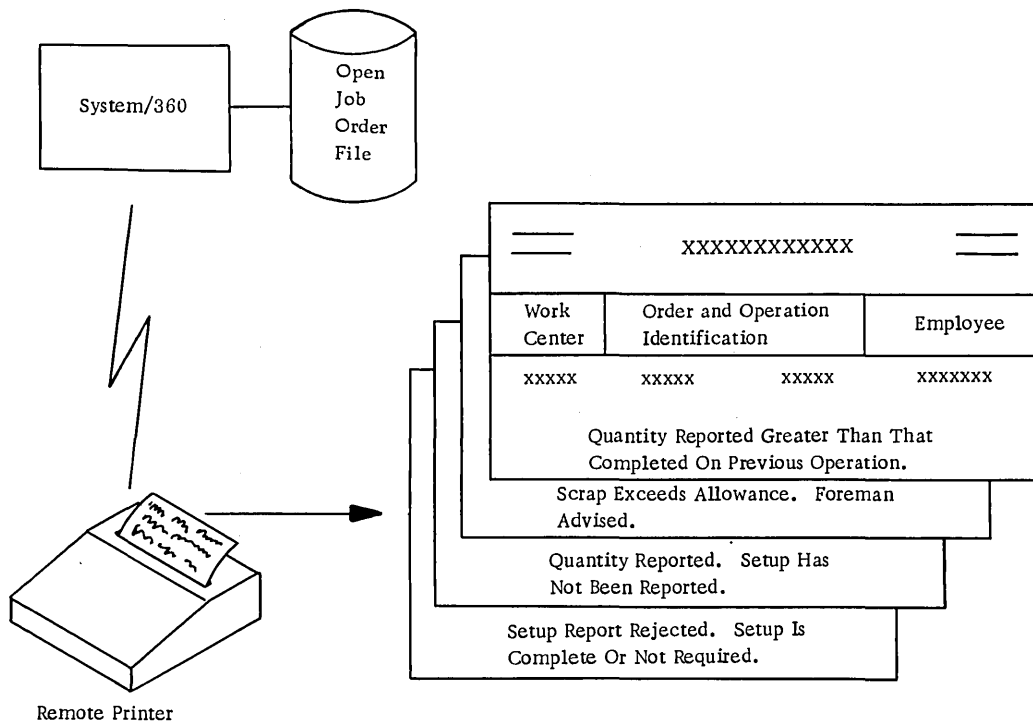 System/360
Open
Job
Order
File
XXXXXXXXXXXX
Work
Center
Order and Operation
Identification
Employee
xxxxx xxxxx xxxxx xxxxxxx
Quantity Reported Greater Than That
Completed On Previous Operation.
Scrap Exceeds Allowance. Foreman
Advised.
Quantity Reported. Setup Has
Not Been Reported.
Setup Report Rejected. Setup Is
Complete Or Not Required.
Remote Printer